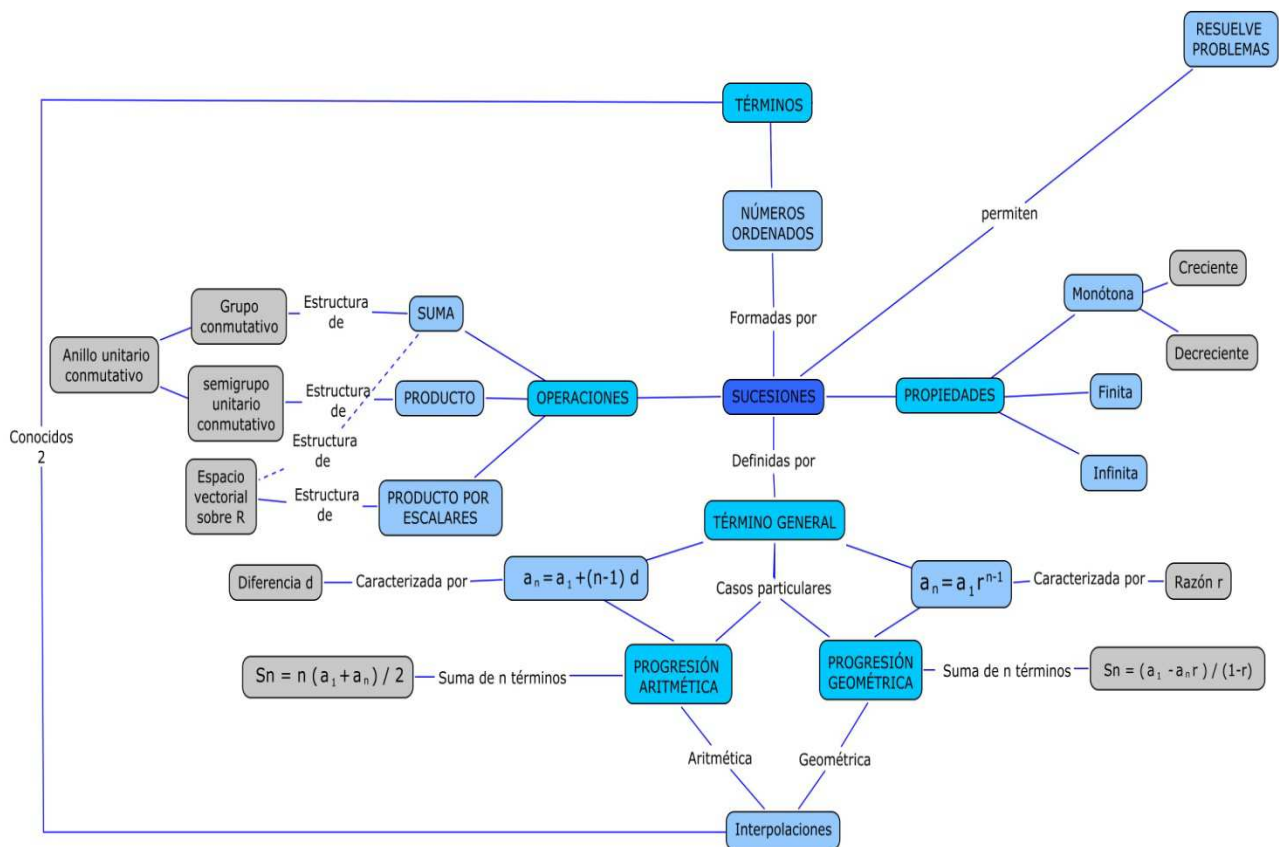 RESUELVE
PROBLEMAS
TÉRMINOS
NÚMEROS
ORDENADOS
permiten
Formadas por
Creciente
Monótona
Decreciente
Grupo
conmutativo
Estructura
de
SUMA
Anillo unitario
conmutativo
semigrupo
unitario
conmutativo
Estructura
de
PRODUCTO
OPERACIONES
SUCESIONES
PROPIEDADES
Finita
Infinita
Conocidos
2
Estructura
de
Espacio
vectorial
sobre R
Estructura
de
PRODUCTO POR
ESCALARES
Definidas por
TÉRMINO GENERAL
Diferencia d
Caracterizada por
aₙ = a₁ + (n-1) d
Casos particulares
aₙ = a₁ rⁿ⁻¹
Caracterizada por
Razón r
Sn = n (a₁ + aₙ) / 2
Suma de n términos
PROGRESIÓN
ARITMÉTICA
PROGRESIÓN
GEOMÉTRICA
Suma de n términos
Sn = (a₁ - aₙr ) / (1-r)
Aritmética
Geométrica
Interpolaciones